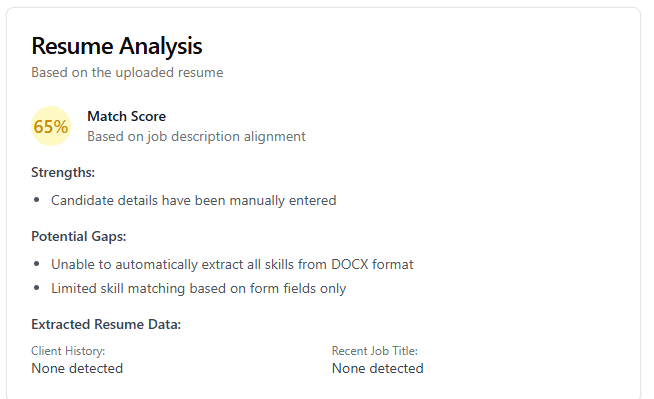 Resume Analysis
Based on the uploaded resume
65%
Match Score
Based on job description alignment
Strengths:
Candidate details have been manually entered
Potential Gaps:
Unable to automatically extract all skills from DOCX format
Limited skill matching based on form fields only
Extracted Resume Data:
Client History:
None detected
Recent Job Title:
None detected